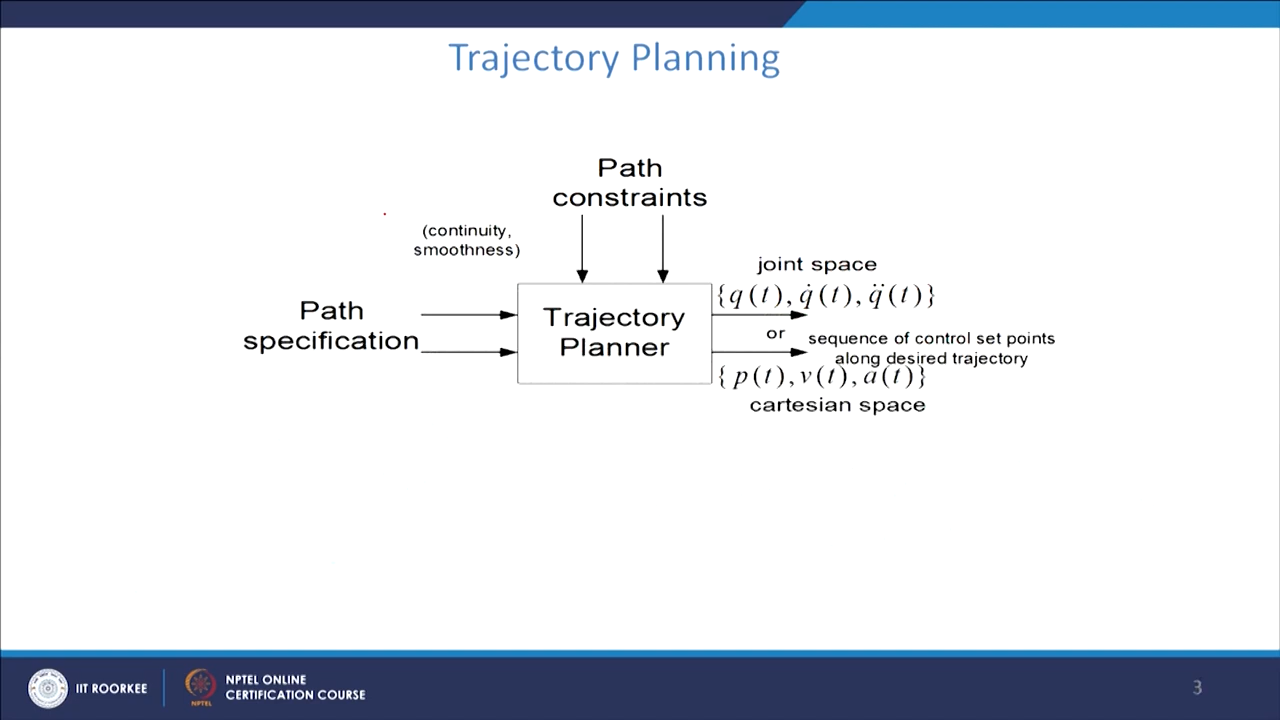 Trajectory Planning
Path
constraints
(continuity,
smoothness)
Path
specification
Trajectory
Planner
joint space
{q(t), q̇(t), q̈(t)}
or
sequence of control set points
along desired trajectory
{p(t), v(t), a(t)}
cartesian space
IIT ROORKEE
NPTEL
NPTEL ONLINE
CERTIFICATION COURSE
3